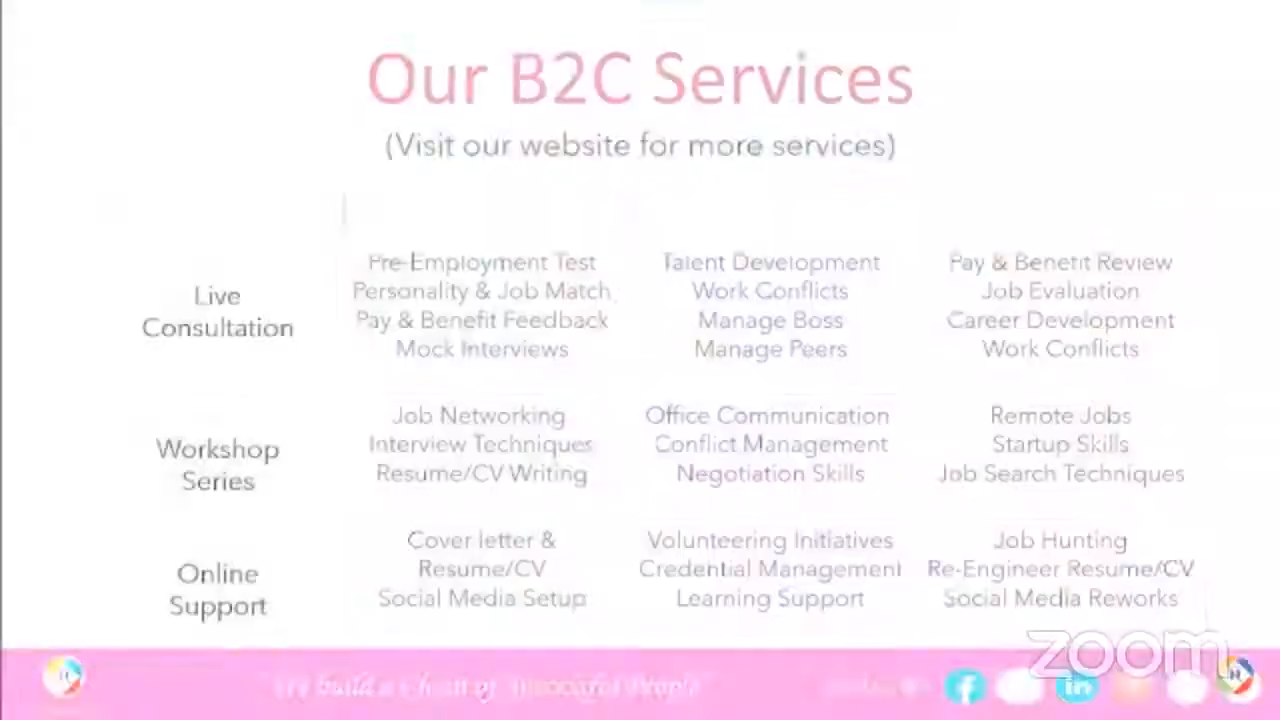 Our B2C Services
(Visit our website for more services)
Live
Consultation
Pre-Employment Test
Personality & Job Match
Pay & Benefit Feedback
Mock Interviews
Talent Development
Work Conflicts
Manage Boss
Manage Peers
Pay & Benefit Review
Job Evaluation
Career Development
Work Conflicts
Workshop
Series
Job Networking
Interview Techniques
Resume/CV Writing
Office Communication
Conflict Management
Negotiation Skills
Remote Jobs
Startup Skills
Job Search Techniques
Online
Support
Cover letter &
Resume/CV
Social Media Setup
Volunteering Initiatives
Credential Management
Learning Support
Job Hunting
Re-Engineer Resume/CV
Social Media Reworks
zoom
f
in